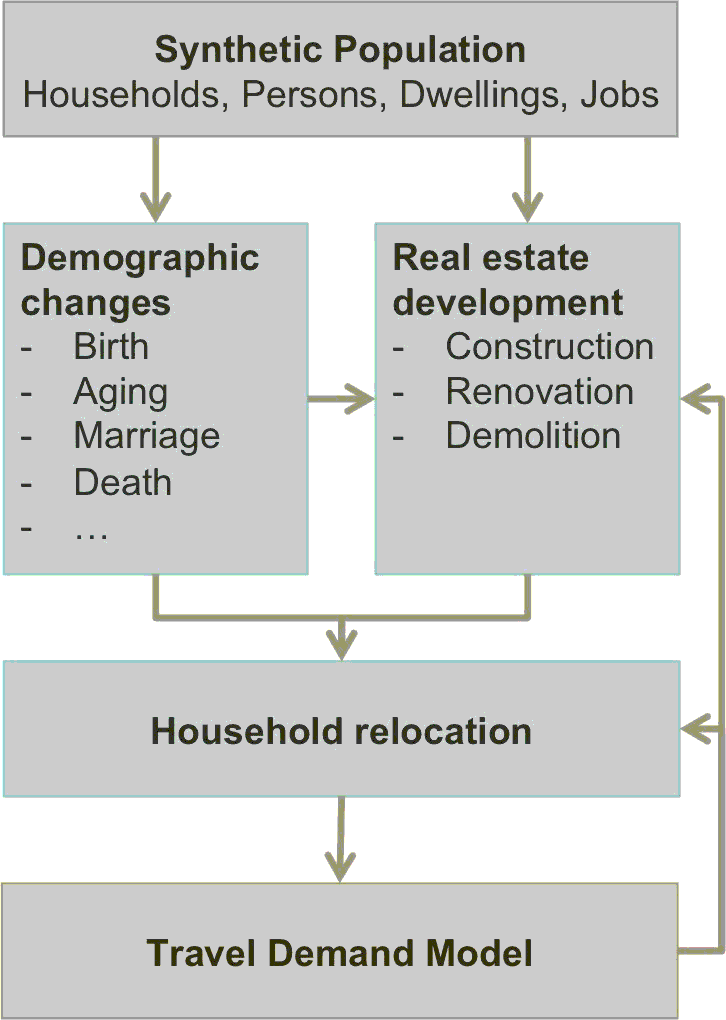 Synthetic Population
Households, Persons, Dwellings, Jobs
Demographic
changes
- Birth
- Aging
- Marriage
- Death
- …
Real estate
development
- Construction
- Renovation
- Demolition
Household relocation
Travel Demand Model